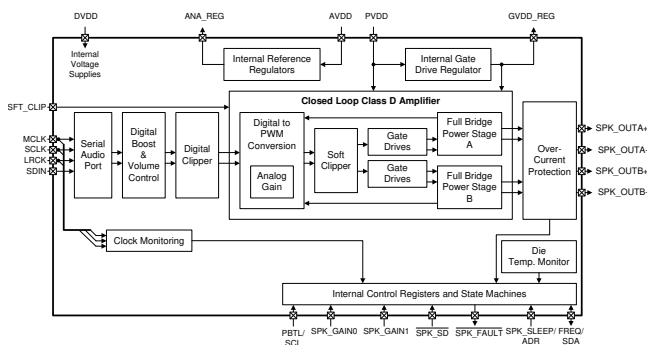 DVDD
ANA_REG
AVDD
PVDD
GVDD_REG
Internal
Voltage
Supplies
Internal Reference
Regulators
Internal Gate
Drive Regulator
SFT_CLIP
Closed Loop Class D Amplifier
MCLK
SCLK
LRCK
SDIN
Serial
Audio
Port
Digital
Boost
&
Volume
Control
Digital
Clipper
Digital to
PWM
Conversion
Analog
Gain
Soft
Clipper
Gate
Drives
Gate
Drives
Full Bridge
Power Stage
A
Full Bridge
Power Stage
B
Over-
Current
Protection
SPK_OUTA+
SPK_OUTA-
SPK_OUTB+
SPK_OUTB-
Clock Monitoring
Die
Temp. Monitor
Internal Control Registers and State Machines
PBTL/
SCL
SPK_GAIN0
SPK_GAIN1
SPK_SD
SPK_FAULT
SPK_SLEEP/
ADR
FREQ/
SDA